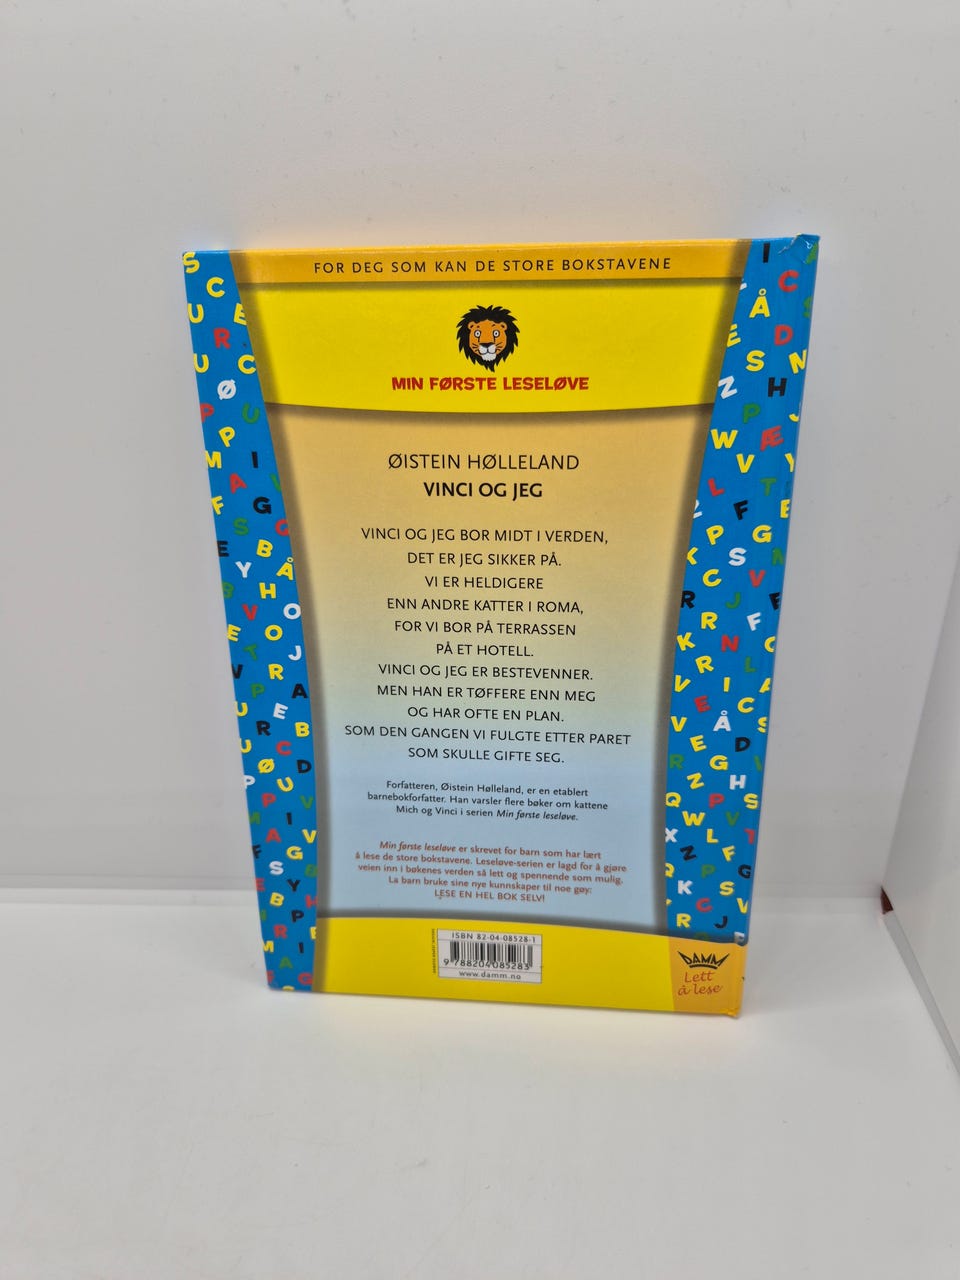 FOR DEG SOM KAN DE STORE BOKSTAVENE
MIN FØRSTE LESELØVE
ØISTEIN HØLLELAND
VINCI OG JEG
VINCI OG JEG BOR MIDT I VERDEN,
DET ER JEG SIKKER PÅ.
VI ER HELDIGERE
ENN ANDRE KATTER I ROMA,
FOR VI BOR PÅ TERRASSEN
PÅ ET HOTELL.
VINCI OG JEG ER BESTEVENNER.
MEN HAN ER TØFFERE ENN MEG
OG HAR OFTE EN PLAN.
SOM DEN GANGEN VI FULGTE ETTER PARET
SOM SKULLE GIFTE SEG.
Forfatteren, Øistein Hølleland, er en etablert
barnebokforfatter. Han varsler flere bøker om kattene
Mich og Vinci i serien Min første leseløve.
Min første leseløve er skrevet for barn som har lært
å lese de store bokstavene. Leseløve-serien er lagd for å gjøre
veien inn i bøkenes verden så lett og spennende som mulig.
La barn bruke sine nye kunnskaper til noe gøy:
LESE EN HEL BOK SELV!
ISBN 82-04-08528-1
9 788204 085283
www.damm.no
DAMM
Lett
å lese